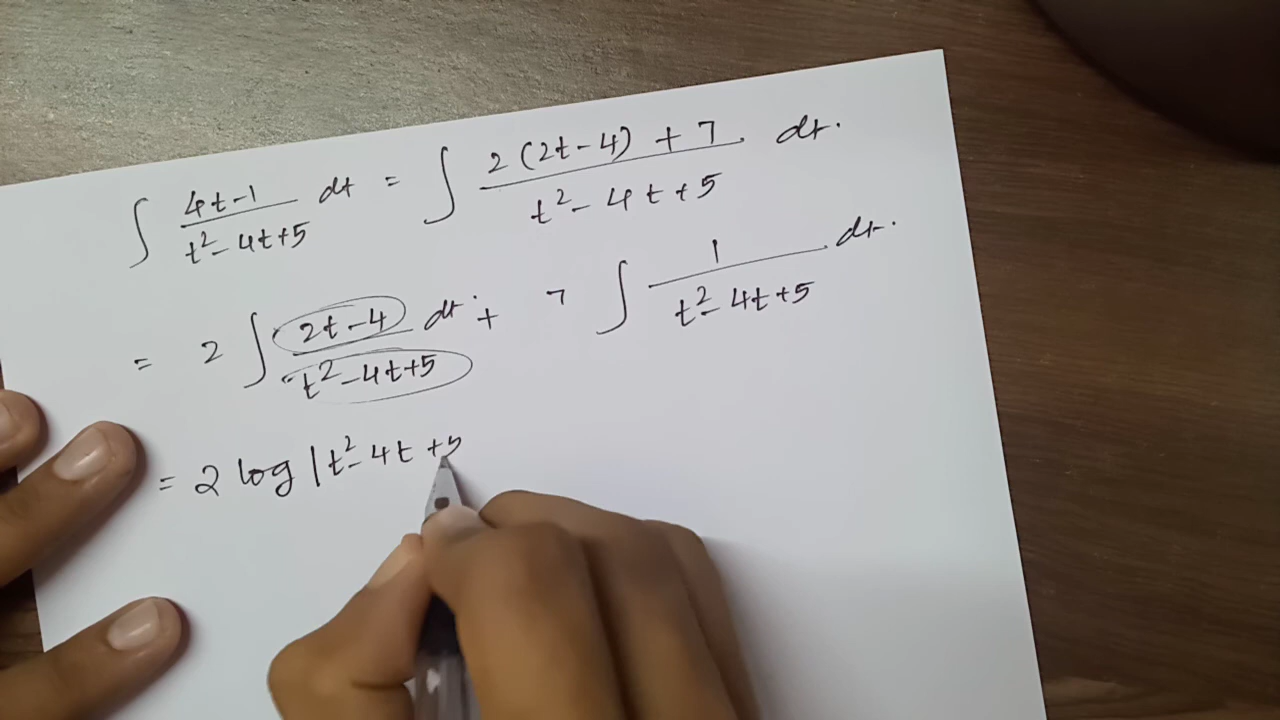 ∫ 4t-1 / t²-4t+5 dt = ∫ 2(2t-4)+7 / t²-4t+5 dt.
= 2 ∫ 2t-4 / t²-4t+5 dt + 7 ∫ 1 / t²-4t+5 dt.
= 2 log |t²-4t+5